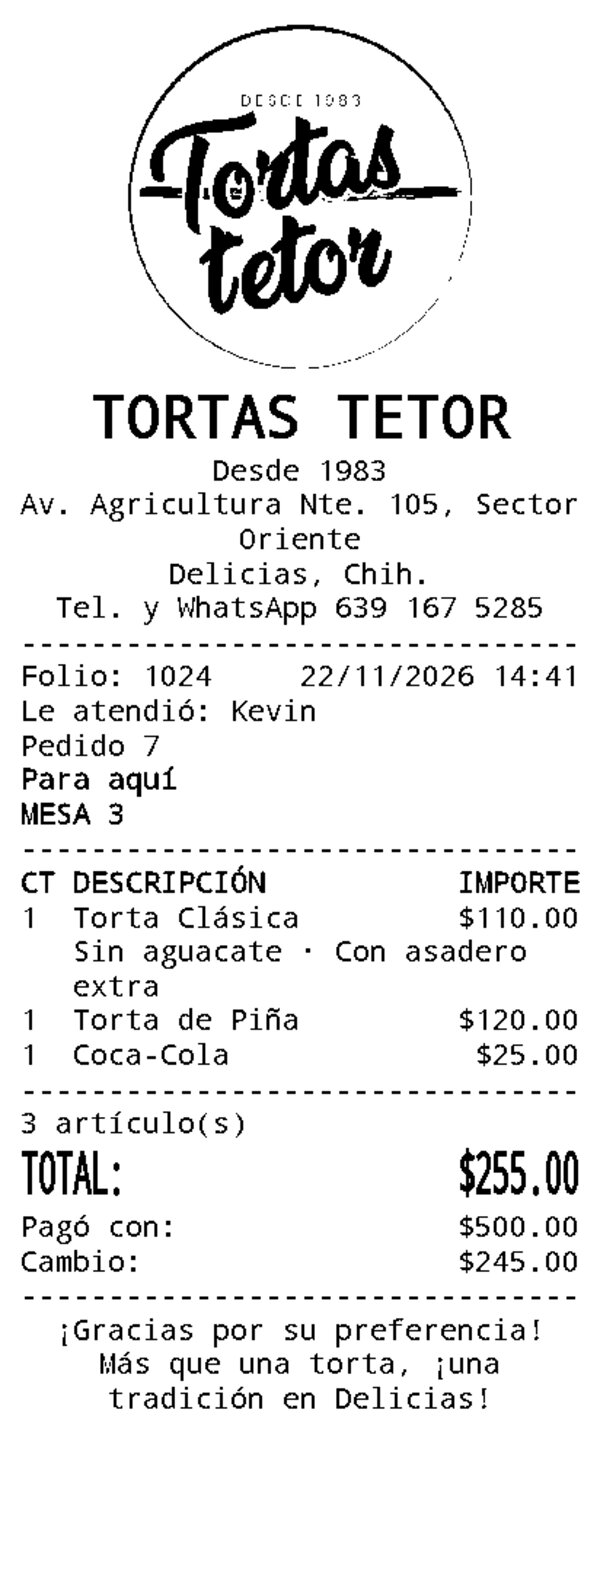 DESDE 1983
Tortas
tetor
TORTAS TETOR
Desde 1983
Av. Agricultura Nte. 105, Sector
Oriente
Delicias, Chih.
Tel. y WhatsApp 639 167 5285
--------------------------------
Folio: 1024 22/11/2026 14:41
Le atendió: Kevin
Pedido 7
Para aquí
MESA 3
--------------------------------
CT DESCRIPCIÓN IMPORTE
1 Torta Clásica $110.00
Sin aguacate · Con asadero
extra
1 Torta de Piña $120.00
1 Coca-Cola $25.00
--------------------------------
3 artículo(s)
TOTAL: $255.00
Pagó con: $500.00
Cambio: $245.00
--------------------------------
¡Gracias por su preferencia!
Más que una torta, ¡una
tradición en Delicias!